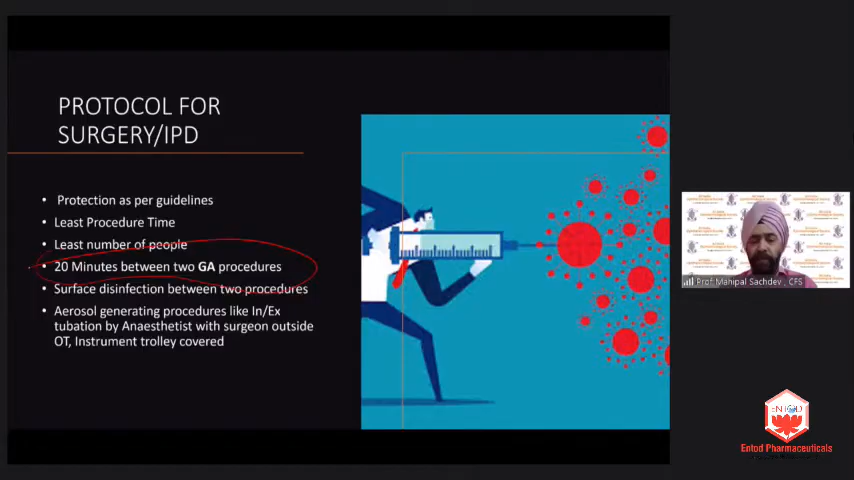 PROTOCOL FOR
SURGERY/IPD
• Protection as per guidelines
• Least Procedure Time
• Least number of people
• 20 Minutes between two GA procedures
• Surface disinfection between two procedures
• Aerosol generating procedures like In/Ex
tubation by Anaesthetist with surgeon outside
OT, Instrument trolley covered
Prof Mahipal Sachdev , CFS
Entod Pharmaceuticals